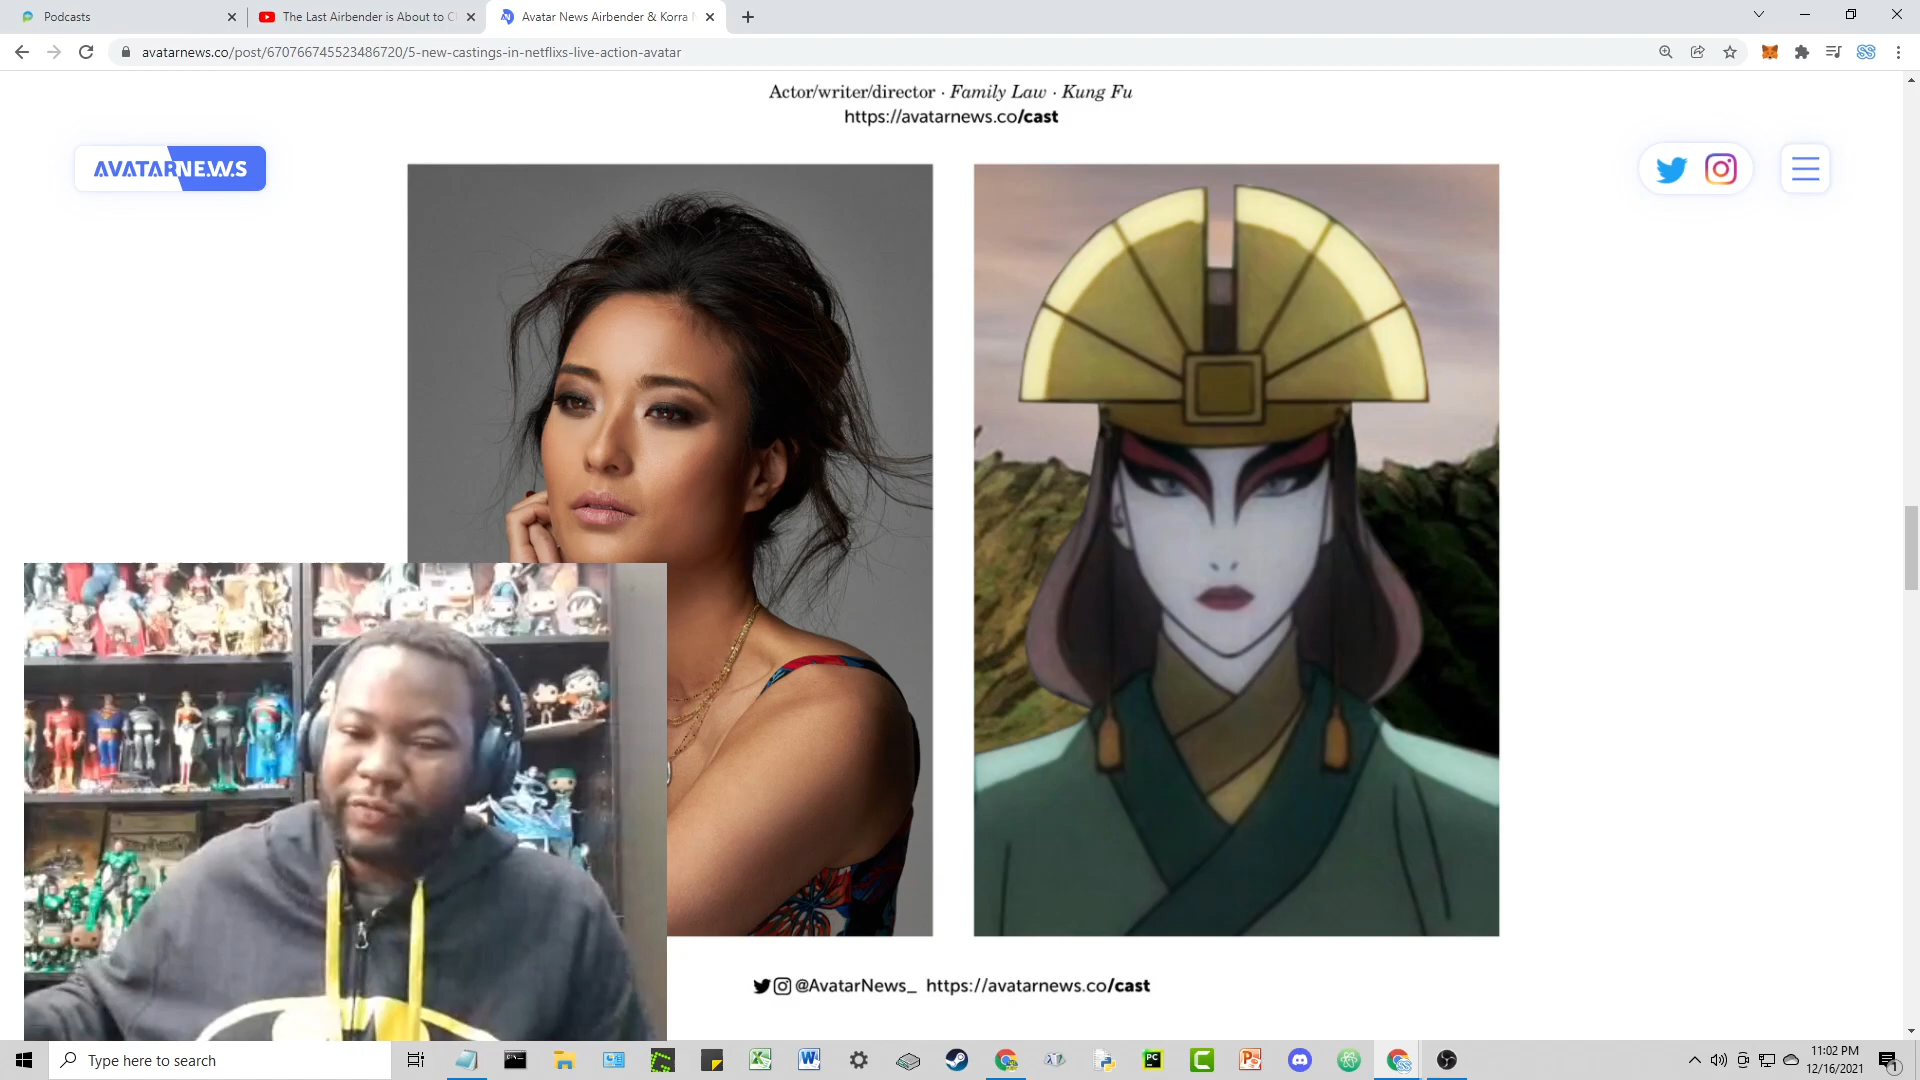 Podcasts
The Last Airbender is About to C
Avatar News Airbender & Korra N
avatarnews.co/post/670766745523486720/5-new-castings-in-netflixs-live-action-avatar
Actor/writer/director · Family Law · Kung Fu
https://avatarnews.co/cast
AVATARNEWS
@AvatarNews_ https://avatarnews.co/cast
Type here to search
11:02 PM
12/16/2021